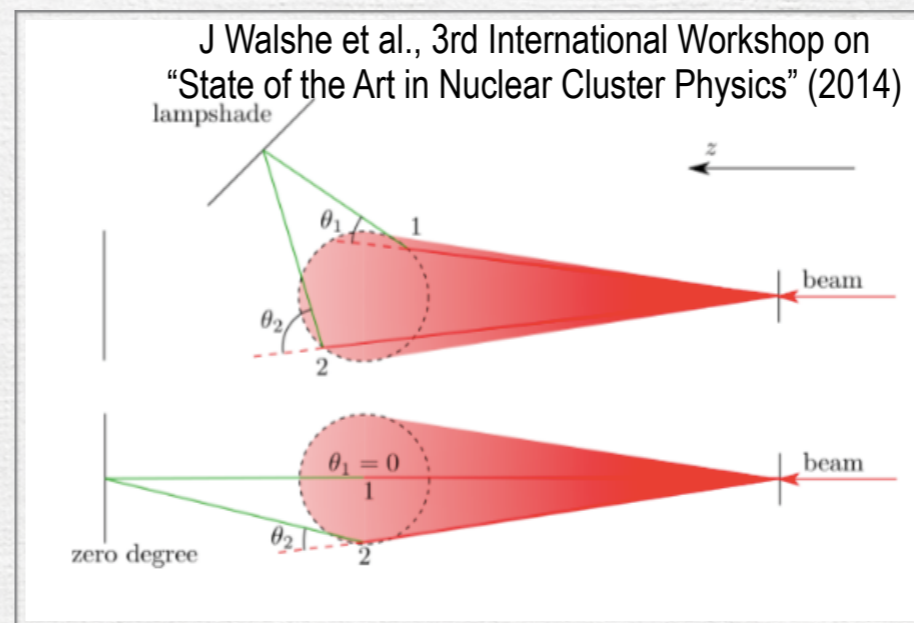 J Walshe et al., 3rd International Workshop on
“State of the Art in Nuclear Cluster Physics” (2014)
lampshade
z
θ1
1
beam
θ2
2
θ1 = 0
1
beam
θ2
2
zero degree